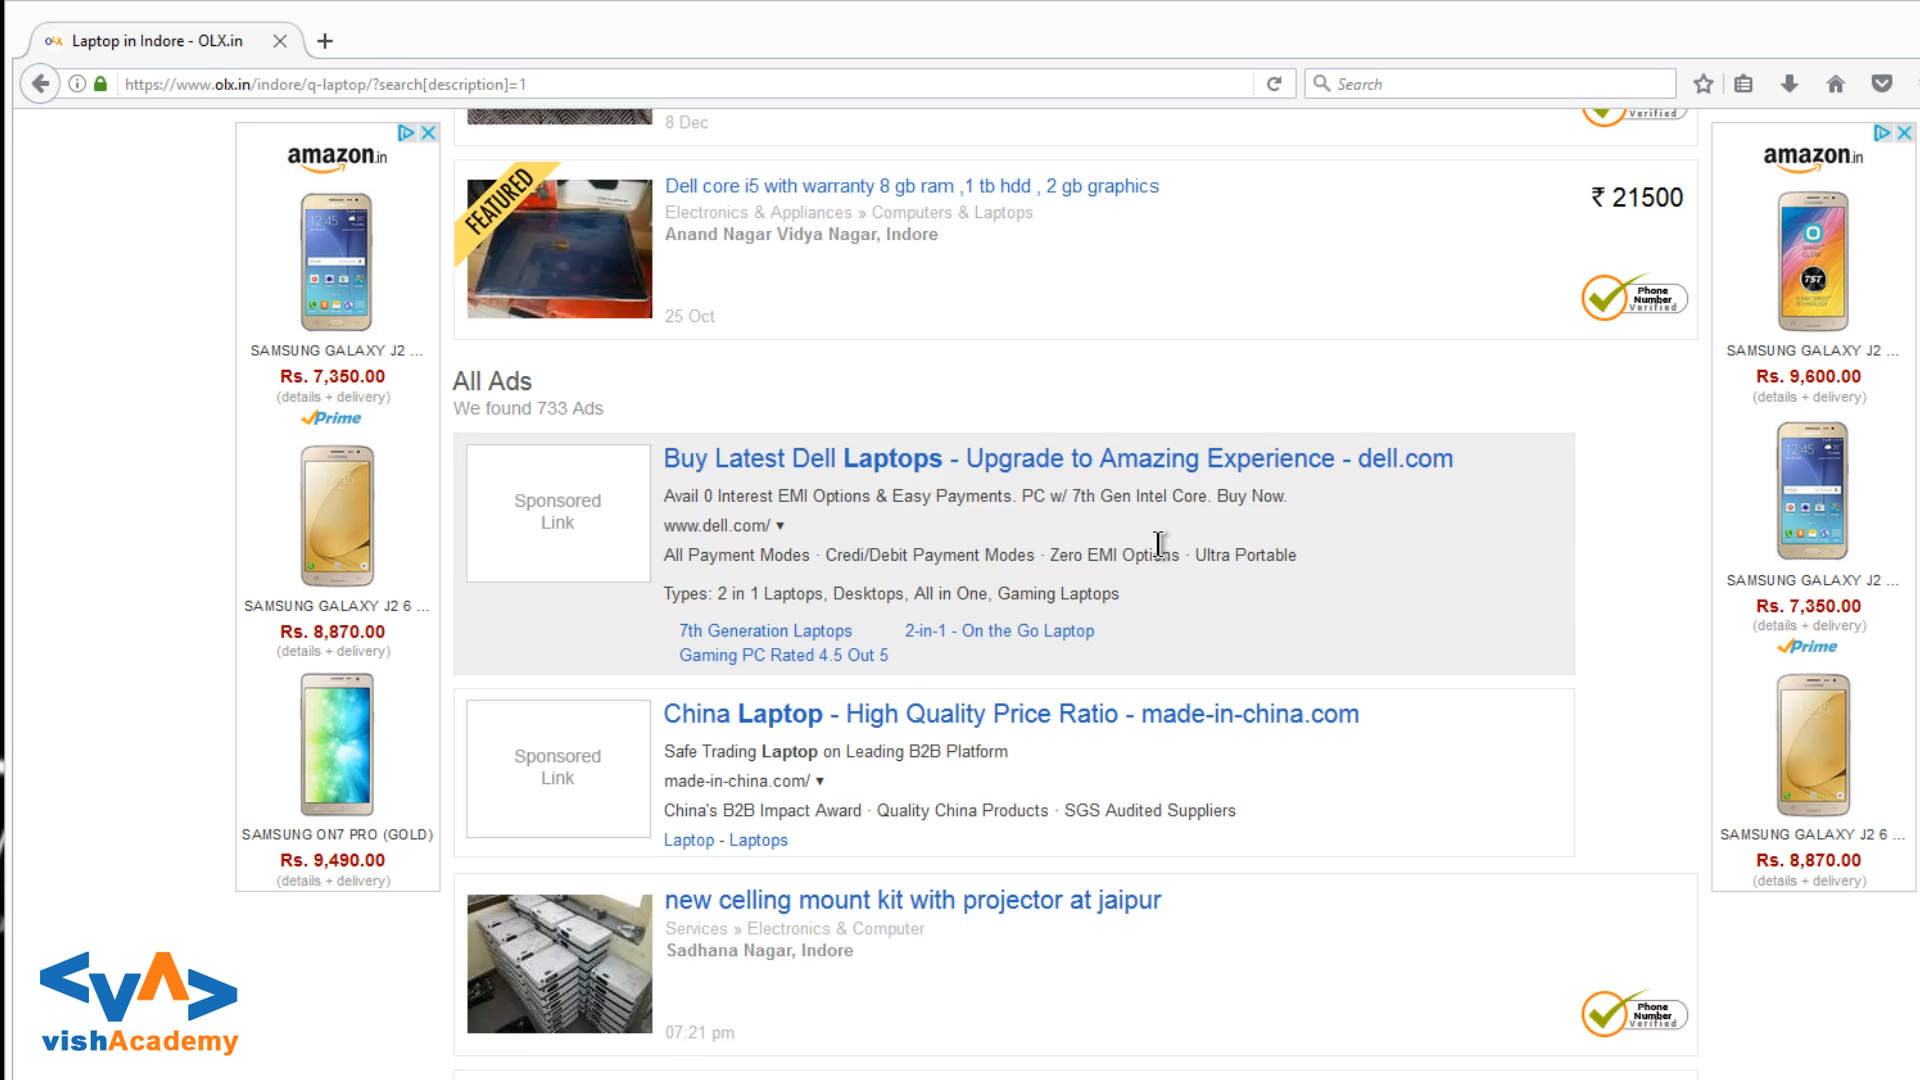 OLX Laptop in Indore - OLX.in
https://www.olx.in/indore/q-laptop/?search[description]=1
Search
amazon.in
SAMSUNG GALAXY J2 ...
Rs. 7,350.00
(details + delivery)
Prime
SAMSUNG GALAXY J2 6 ...
Rs. 8,870.00
(details + delivery)
SAMSUNG ON7 PRO (GOLD)
Rs. 9,490.00
(details + delivery)
8 Dec
Verified
FEATURED
Dell core i5 with warranty 8 gb ram ,1 tb hdd , 2 gb graphics
₹ 21500
Electronics & Appliances » Computers & Laptops
Anand Nagar Vidya Nagar, Indore
25 Oct
Phone
Number
Verified
All Ads
We found 733 Ads
Sponsored
Link
Buy Latest Dell Laptops - Upgrade to Amazing Experience - dell.com
Avail 0 Interest EMI Options & Easy Payments. PC w/ 7th Gen Intel Core. Buy Now.
www.dell.com/ ▾
All Payment Modes · Credi/Debit Payment Modes · Zero EMI Options · Ultra Portable
Types: 2 in 1 Laptops, Desktops, All in One, Gaming Laptops
7th Generation Laptops 2-in-1 - On the Go Laptop
Gaming PC Rated 4.5 Out 5
Sponsored
Link
China Laptop - High Quality Price Ratio - made-in-china.com
Safe Trading Laptop on Leading B2B Platform
made-in-china.com/ ▾
China's B2B Impact Award · Quality China Products · SGS Audited Suppliers
Laptop - Laptops
new celling mount kit with projector at jaipur
Services » Electronics & Computer
Sadhana Nagar, Indore
07:21 pm
Phone
Number
Verified
amazon.in
SAMSUNG GALAXY J2 ...
Rs. 9,600.00
(details + delivery)
SAMSUNG GALAXY J2 ...
Rs. 7,350.00
(details + delivery)
Prime
SAMSUNG GALAXY J2 6 ...
Rs. 8,870.00
(details + delivery)
vishAcademy